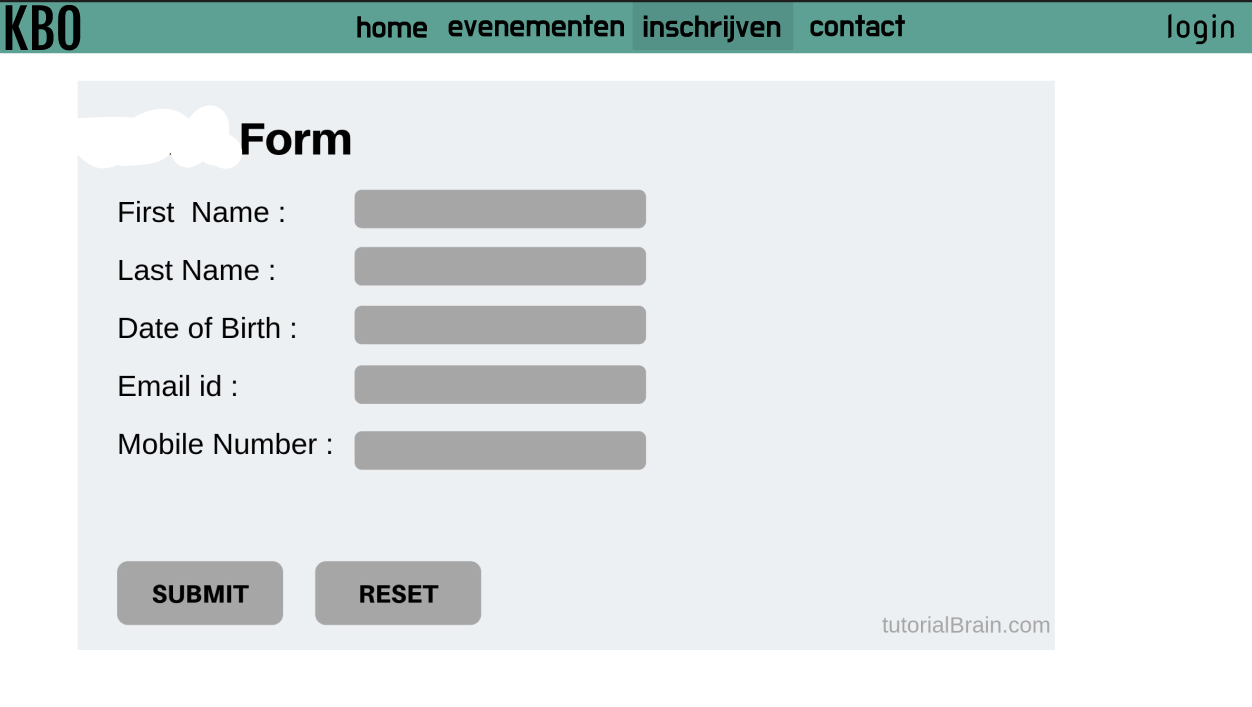 KBO home evenementen inschrijven contact login
Form
First  Name :
Last Name :
Date of Birth :
Email id :
Mobile Number :
SUBMIT RESET
tutorialBrain.com